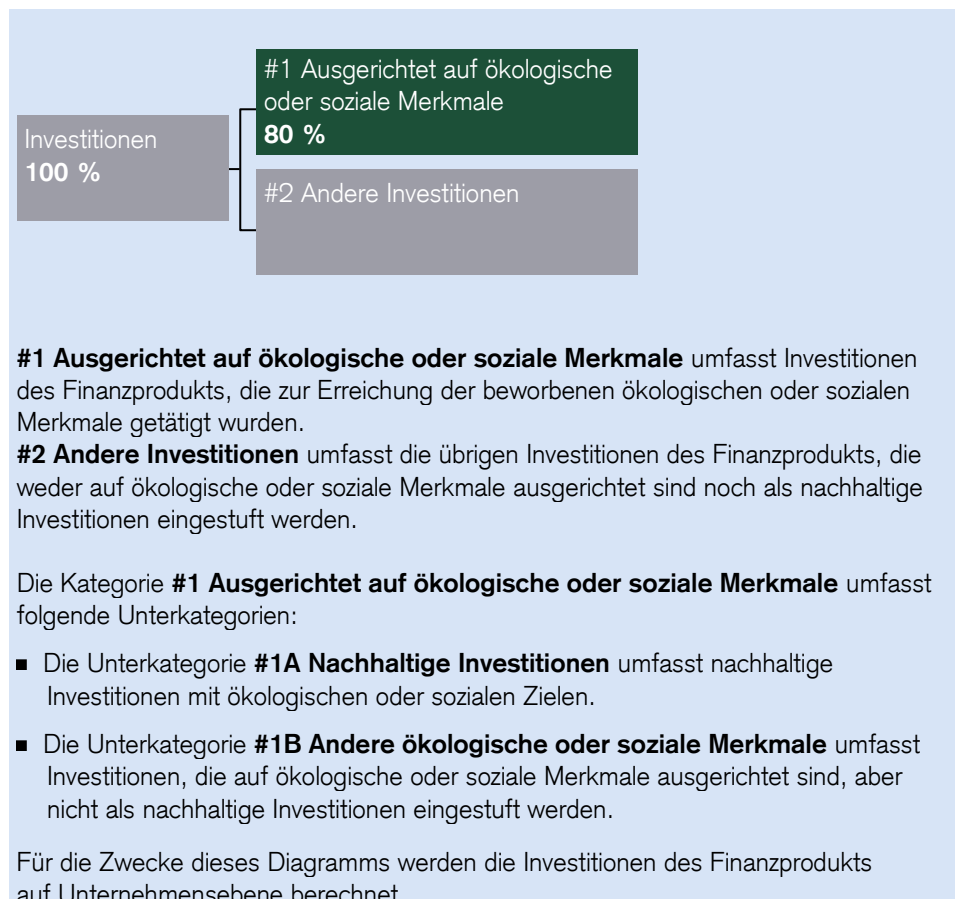 #1 Ausgerichtet auf ökologische
oder soziale Merkmale
80 %
Investitionen
100 %
#2 Andere Investitionen
#1 Ausgerichtet auf ökologische oder soziale Merkmale umfasst Investitionen
des Finanzprodukts, die zur Erreichung der beworbenen ökologischen oder sozialen
Merkmale getätigt wurden.
#2 Andere Investitionen umfasst die übrigen Investitionen des Finanzprodukts, die
weder auf ökologische oder soziale Merkmale ausgerichtet sind noch als nachhaltige
Investitionen eingestuft werden.
Die Kategorie #1 Ausgerichtet auf ökologische oder soziale Merkmale umfasst
folgende Unterkategorien:
■ Die Unterkategorie #1A Nachhaltige Investitionen umfasst nachhaltige
Investitionen mit ökologischen oder sozialen Zielen.
■ Die Unterkategorie #1B Andere ökologische oder soziale Merkmale umfasst
Investitionen, die auf ökologische oder soziale Merkmale ausgerichtet sind, aber
nicht als nachhaltige Investitionen eingestuft werden.
Für die Zwecke dieses Diagramms werden die Investitionen des Finanzprodukts
auf Unternehmensebene berechnet